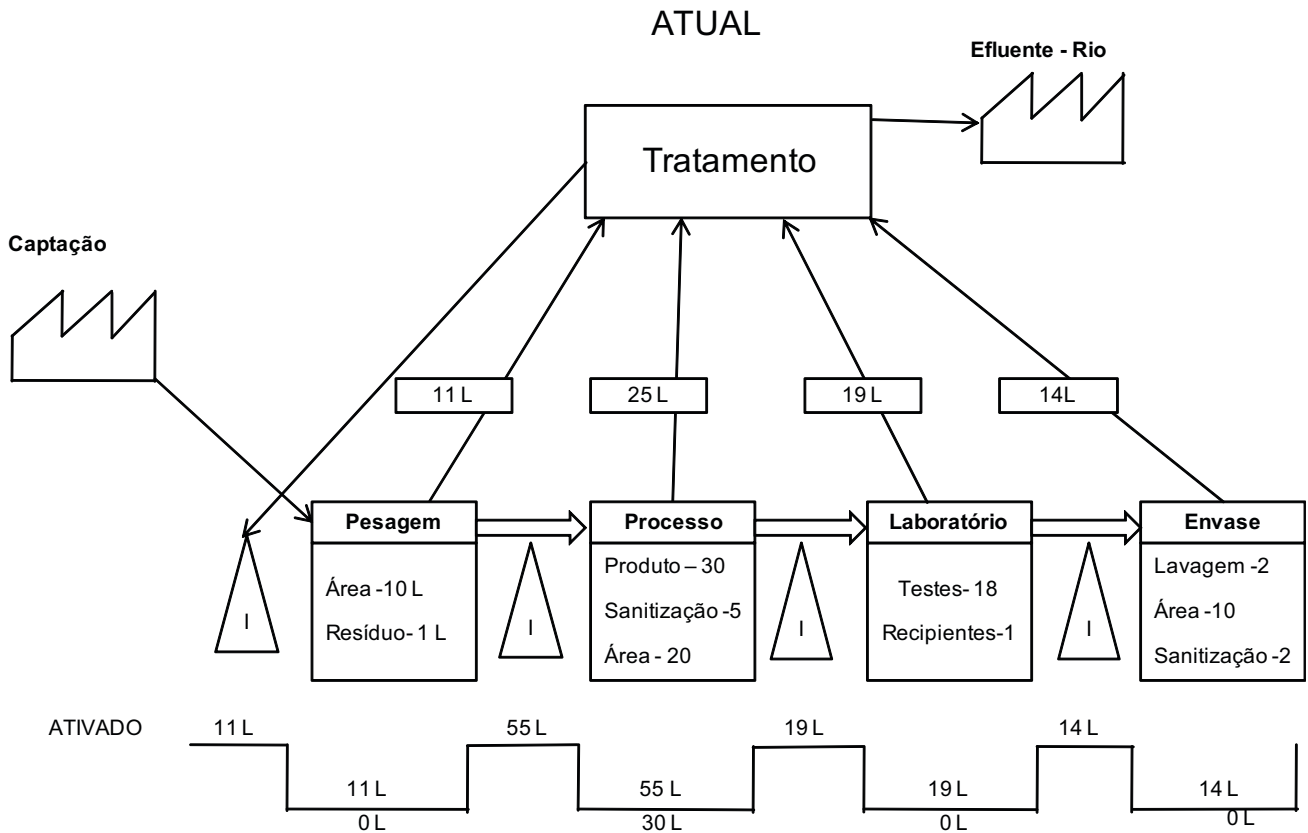 ATUAL
Efluente - Rio
Tratamento
Captação
11 L
25 L
19 L
14L
Pesagem
Processo
Laboratório
Envase
Área -10 L
Resíduo- 1 L
Produto – 30
Sanitização -5
Área - 20
Testes- 18
Recipientes-1
Lavagem -2
Área -10
Sanitização -2
I
I
I
I
ATIVADO
11 L
55 L
19 L
14 L
11 L
55 L
19 L
14 L
0 L
30 L
0 L
0 L